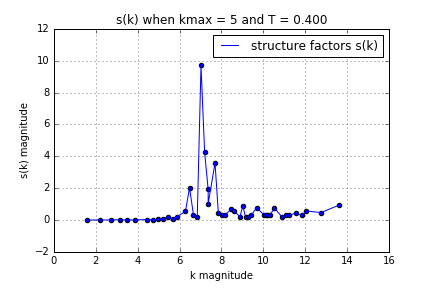 s(k) when kmax = 5 and T = 0.400
structure factors s(k)
s(k) magnitude
12
10
8
6
4
2
0
−2
0 2 4 6 8 10 12 14 16
k magnitude